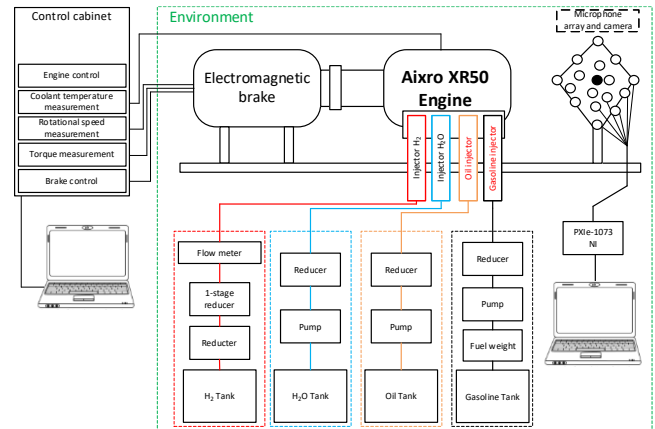 Control cabinet
Environment
Microphone
array and camera
Engine control
Coolant temperature
measurement
Rotational speed
measurement
Torque measurement
Brake control
Electromagnetic
brake
Aixro XR50
Engine
Injector H₂
Injector H₂O
Oil injector
Gasoline injector
PXIe-1073
NI
Flow meter
1-stage
reducer
Reducter
H₂ Tank
Reducer
Pump
H₂O Tank
Reducer
Pump
Oil Tank
Reducer
Pump
Fuel weight
Gasoline Tank